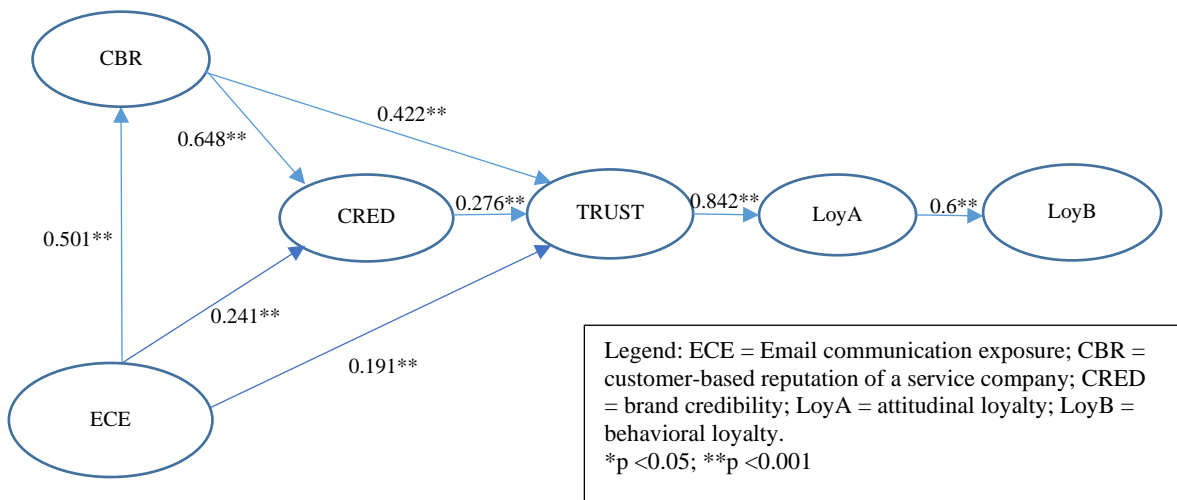 CBR
0.422**
0.648**
CRED
0.276**
TRUST
0.842**
LoyA
0.6**
LoyB
0.501**
0.241**
0.191**
ECE
Legend: ECE = Email communication exposure; CBR =
customer-based reputation of a service company; CRED
= brand credibility; LoyA = attitudinal loyalty; LoyB =
behavioral loyalty.
*p <0.05; **p <0.001